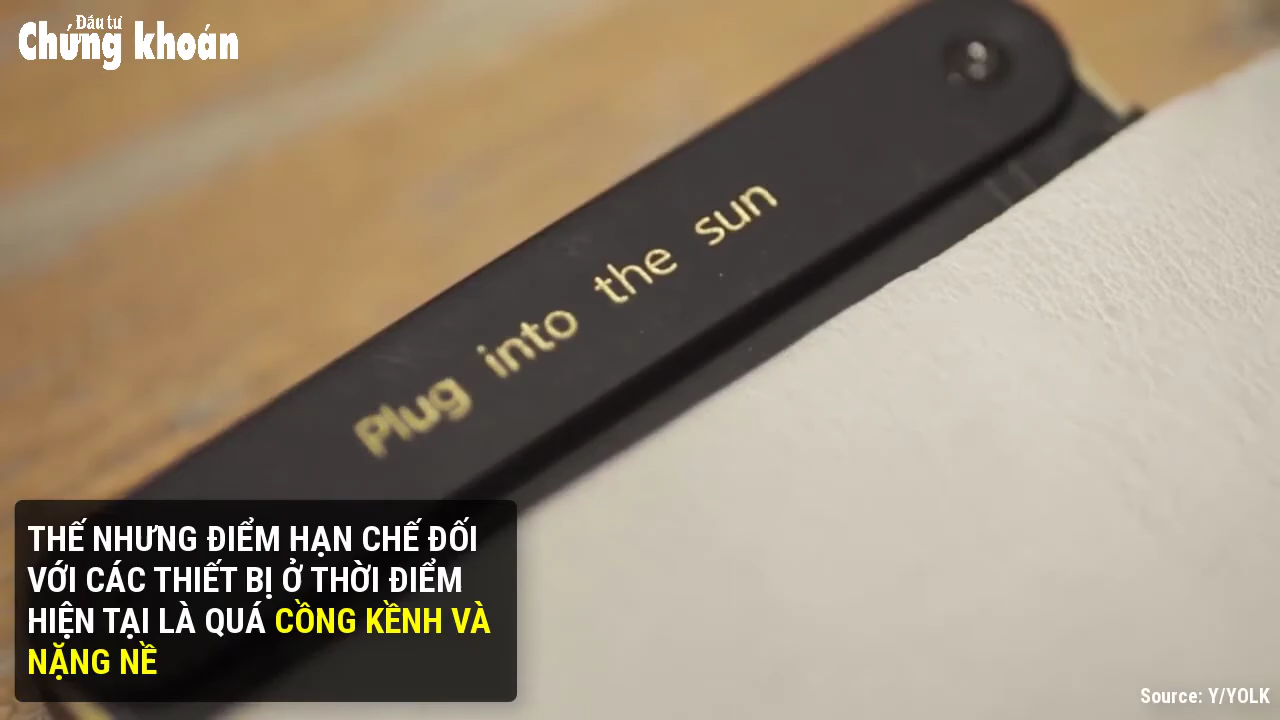 Đầu tư
Chứng khoán
Plug into the sun
THẾ NHƯNG ĐIỂM HẠN CHẾ ĐỐI
VỚI CÁC THIẾT BỊ Ở THỜI ĐIỂM
HIỆN TẠI LÀ QUÁ CỒNG KỀNH VÀ
NẶNG NỀ
Source: Y/YOLK